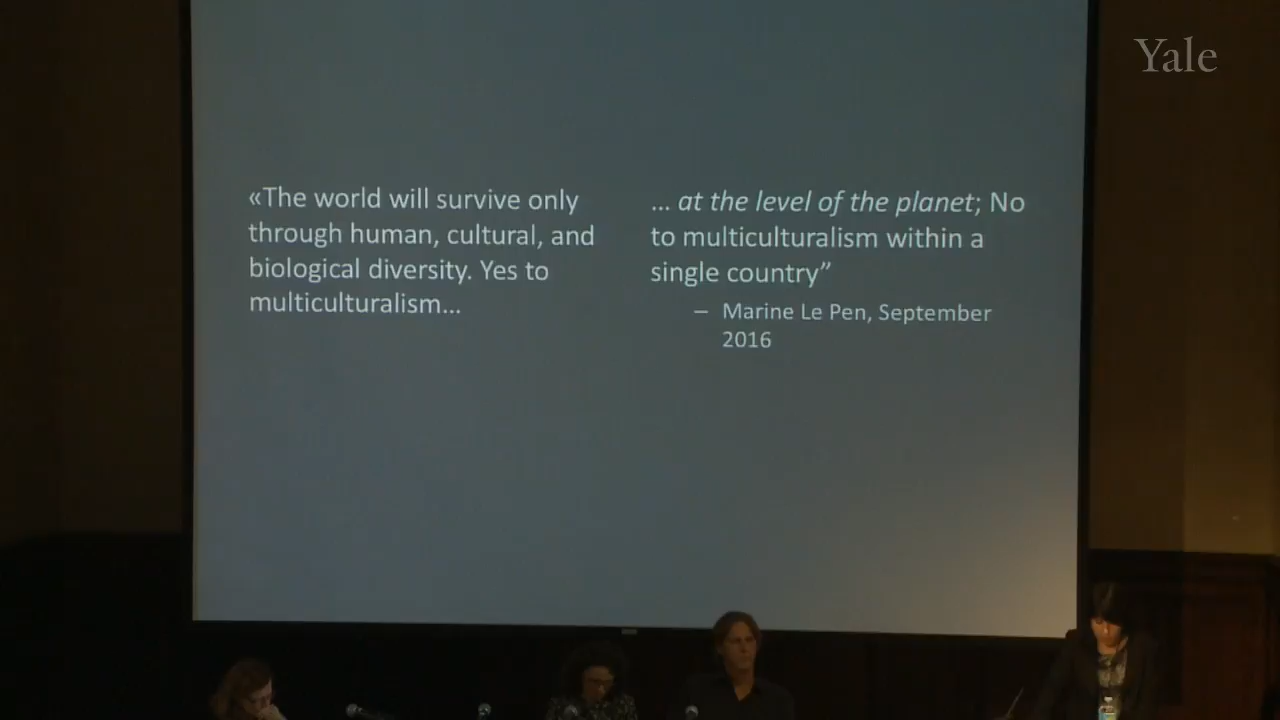 Yale
«The world will survive only
through human, cultural, and
biological diversity. Yes to
multiculturalism…
… at the level of the planet; No
to multiculturalism within a
single country”
– Marine Le Pen, September
2016